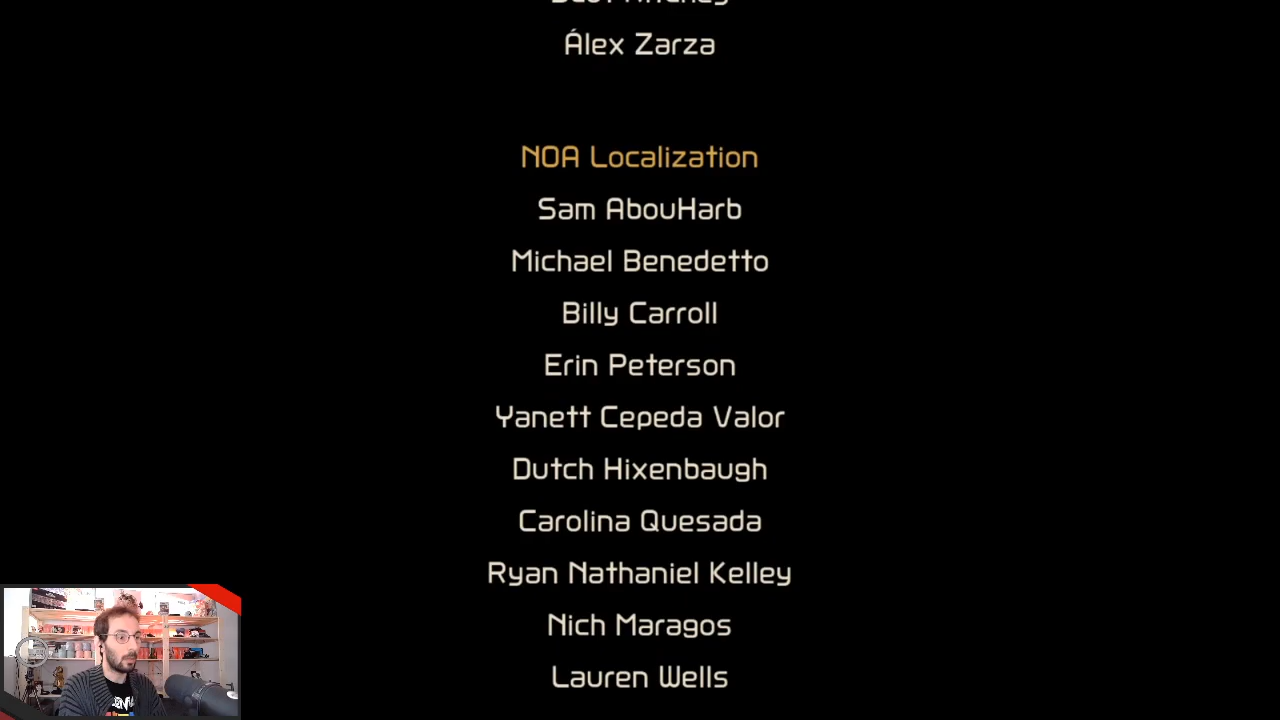 Álex Zarza
NOA Localization
Sam AbouHarb
Michael Benedetto
Billy Carroll
Erin Peterson
Yanett Cepeda Valor
Dutch Hixenbaugh
Carolina Quesada
Ryan Nathaniel Kelley
Nich Maragos
Lauren Wells